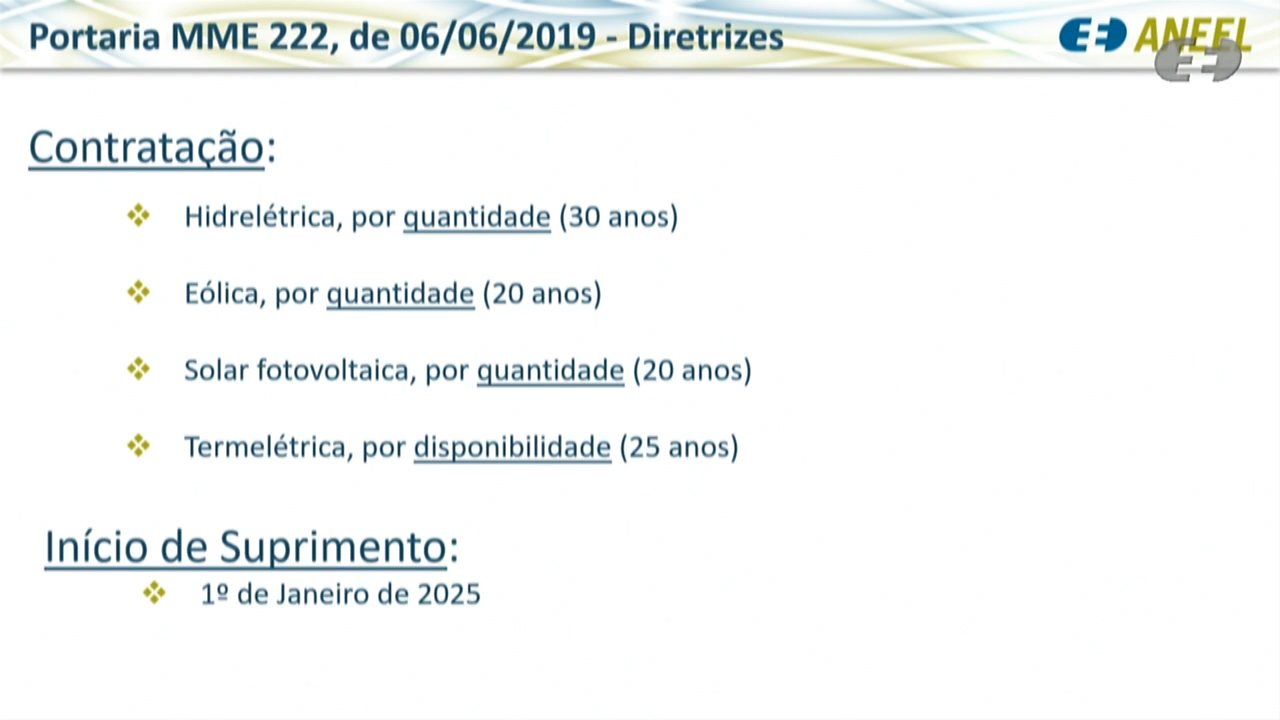 Portaria MME 222, de 06/06/2019 - Diretrizes
ANEEL
Contratação:
Hidrelétrica, por quantidade (30 anos)
Eólica, por quantidade (20 anos)
Solar fotovoltaica, por quantidade (20 anos)
Termelétrica, por disponibilidade (25 anos)
Início de Suprimento:
1º de Janeiro de 2025